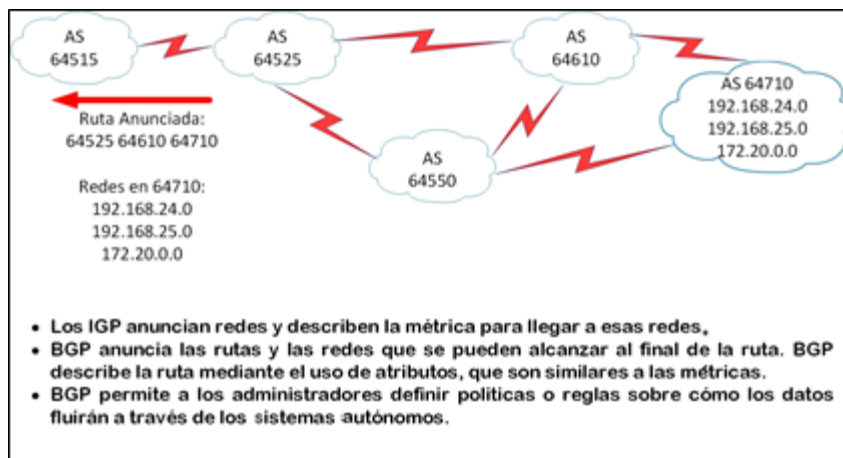 AS
64515
AS
64525
AS
64610
AS 64710
192.168.24.0
192.168.25.0
172.20.0.0
Ruta Anunciada:
64525 64610 64710
AS
64550
Redes en 64710:
192.168.24.0
192.168.25.0
172.20.0.0
• Los IGP anuncian redes y describen la métrica para llegar a esas redes.
• BGP anuncia las rutas y las redes que se pueden alcanzar al final de la ruta. BGP
describe la ruta mediante el uso de atributos, que son similares a las métricas.
• BGP permite a los administradores definir políticas o reglas sobre cómo los datos
fluirán a través de los sistemas autónomos.